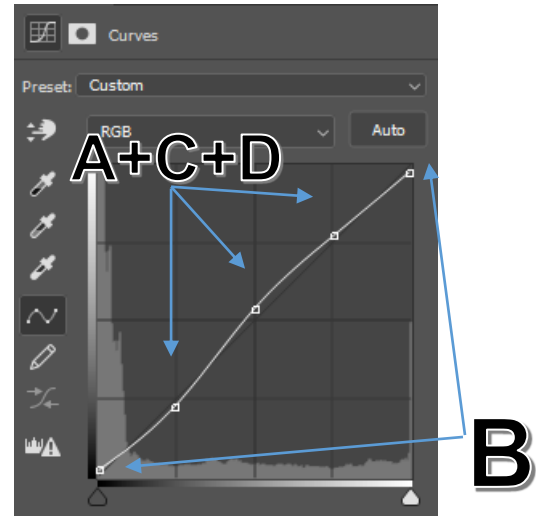 Curves
Preset: Custom
RGB
Auto
A+C+D
B